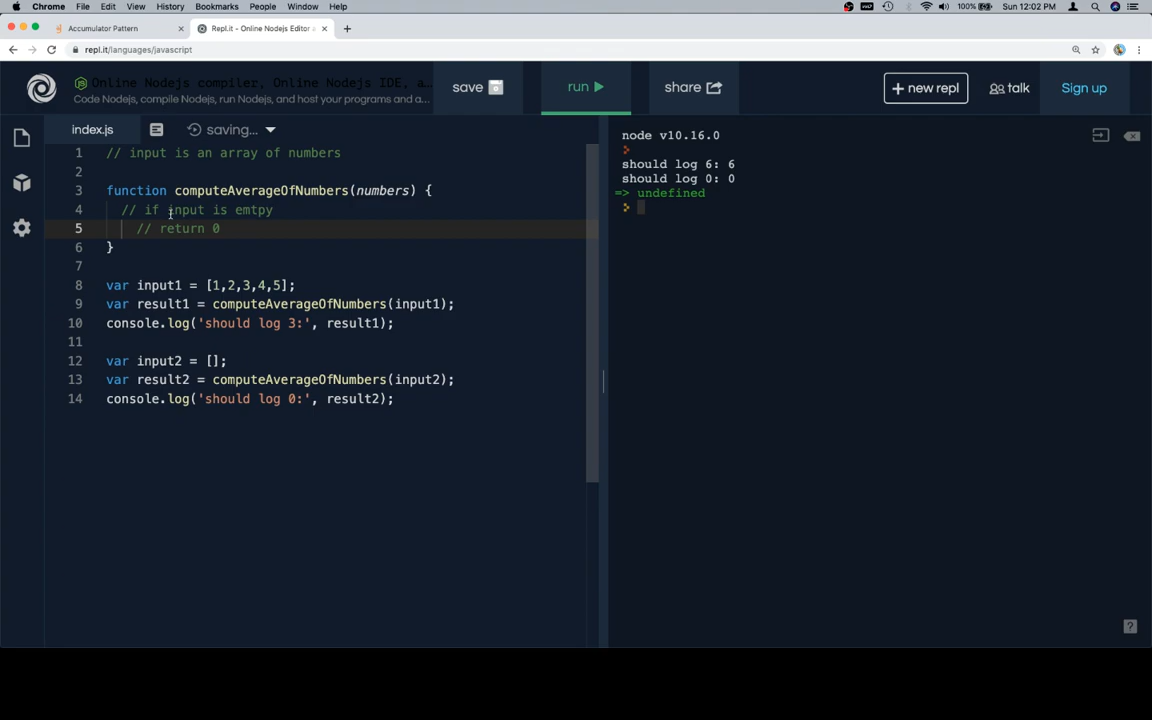 Chrome File Edit View History Bookmarks People Window Help 100% Sun 12:02 PM
Accumulator Pattern Repl.it - Online Nodejs Editor a
repl.it/languages/javascript
Online Nodejs compiler, Online Nodejs IDE, a...
Code Nodejs, compile Nodejs, run Nodejs, and host your programs and a...
save run share + new repl talk Sign up
index.js saving...
1 // input is an array of numbers
2
3 function computeAverageOfNumbers(numbers) {
4 // if input is emtpy
5 // return 0
6 }
7
8 var input1 = [1,2,3,4,5];
9 var result1 = computeAverageOfNumbers(input1);
10 console.log('should log 3:', result1);
11
12 var input2 = [];
13 var result2 = computeAverageOfNumbers(input2);
14 console.log('should log 0:', result2);
node v10.16.0
should log 6: 6
should log 0: 0
=> undefined
?